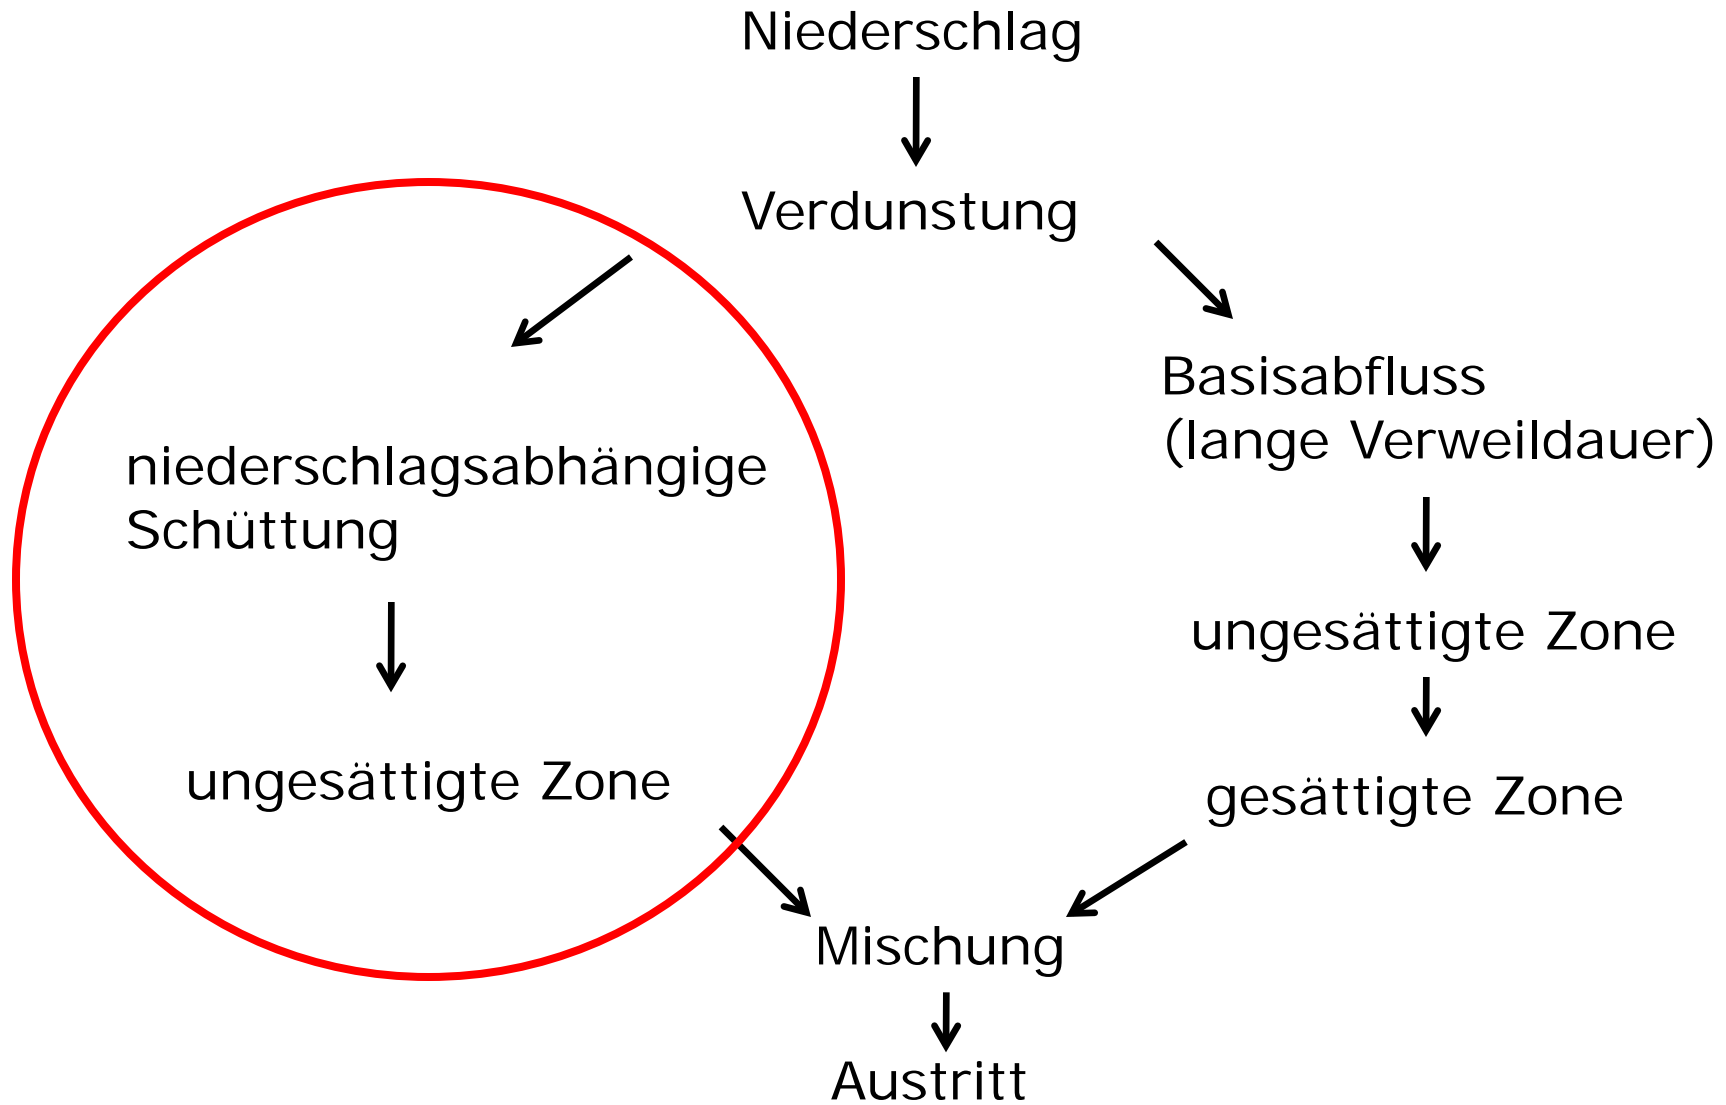 Niederschlag
Verdunstung
niederschlagsabhängige
Schüttung
ungesättigte Zone
Basisabfluss
(lange Verweildauer)
ungesättigte Zone
gesättigte Zone
Mischung
Austritt